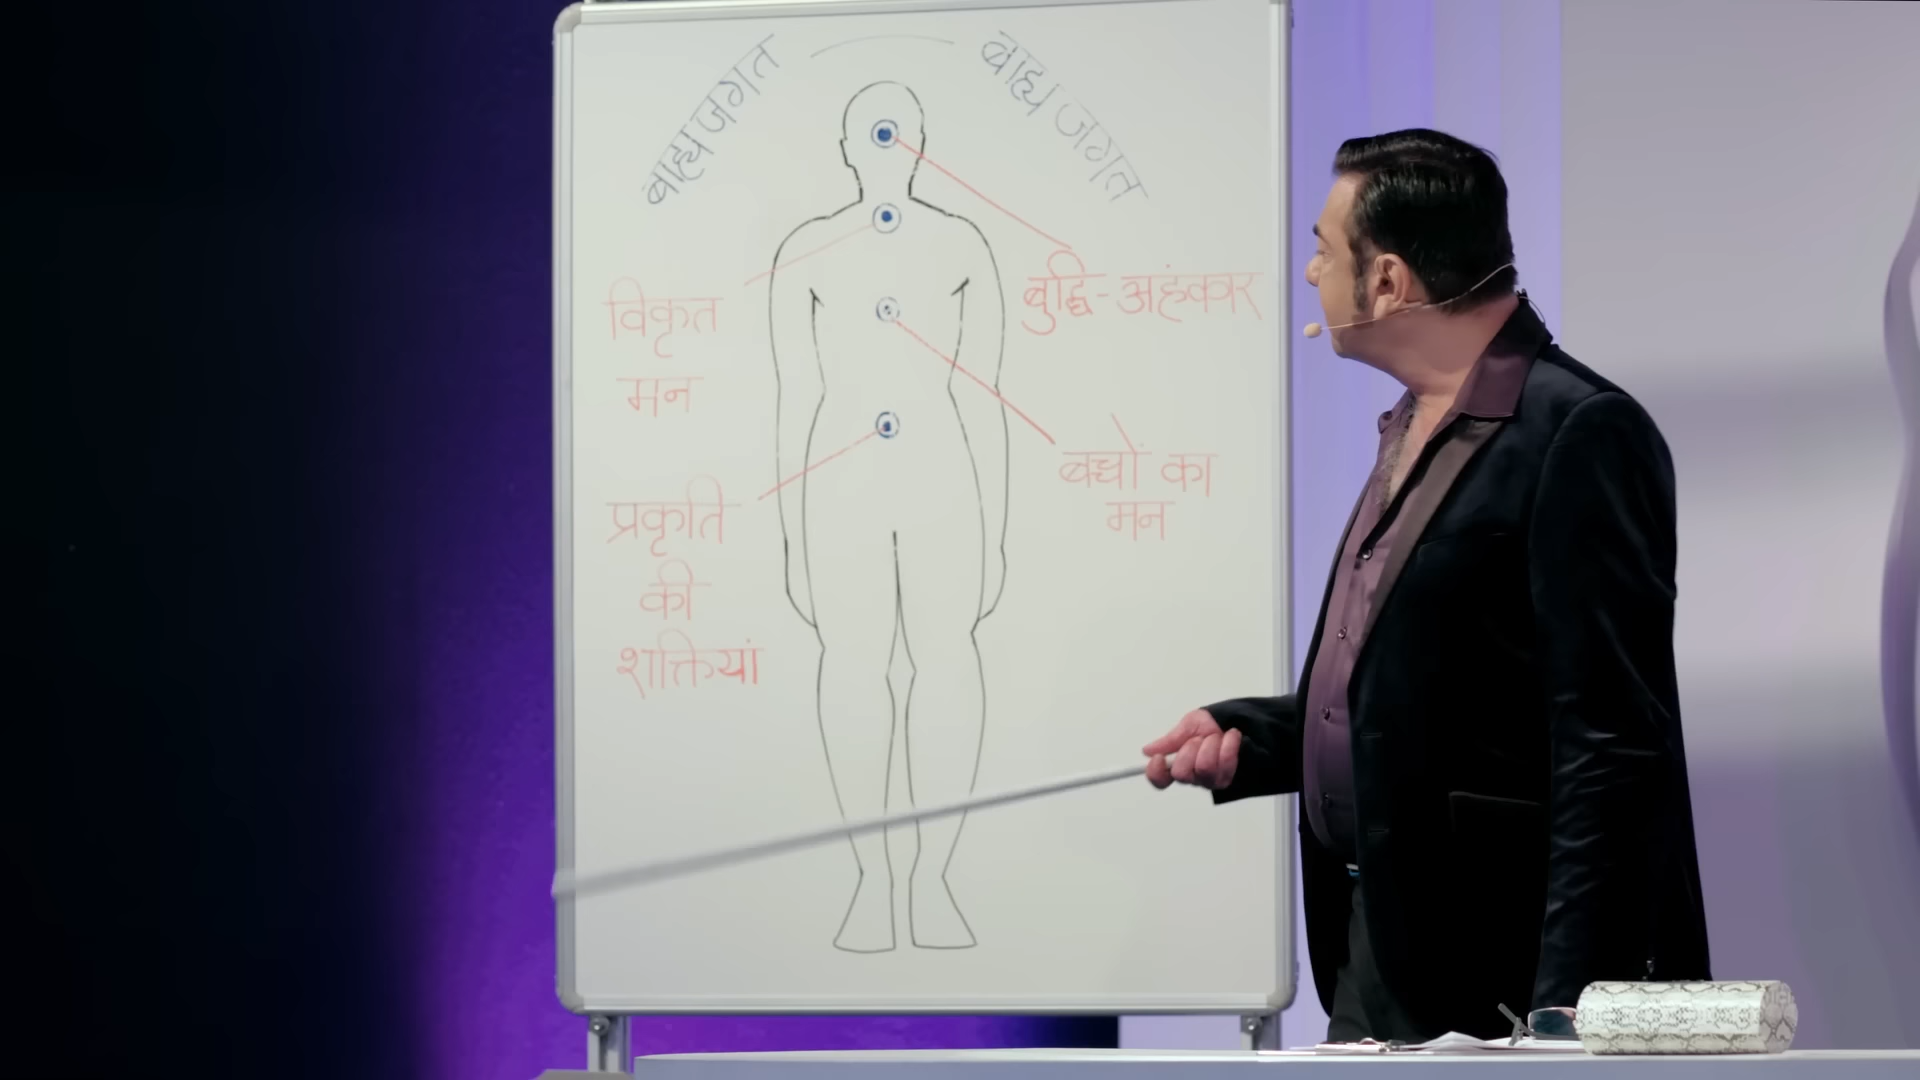 बाह्य जगत
बाह्य जगत
विकृत
मन
बुद्धि-अहंकार
बच्चों का
मन
प्रकृति
की
शक्तियां